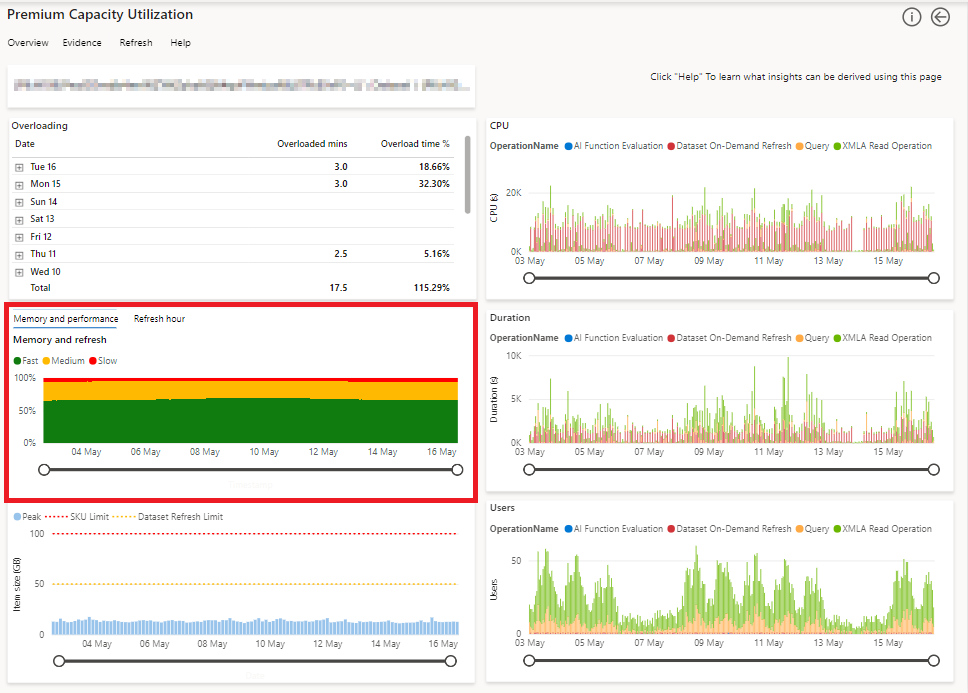 Premium Capacity Utilization
Overview Evidence Refresh Help
Click "Help" To learn what insights can be derived using this page
Overloading
Date Overloaded mins Overload time %
Tue 16 3.0 18.66%
Mon 15 3.0 32.30%
Sun 14
Sat 13
Fri 12
Thu 11 2.5 5.16%
Wed 10
Total 17.5 115.29%
Memory and performance Refresh hour
Memory and refresh
Fast Medium Slow
100%
50%
0%
04 May 06 May 08 May 10 May 12 May 14 May 16 May
Peak SKU Limit Dataset Refresh Limit
Item size (GB)
100
50
0
04 May 06 May 08 May 10 May 12 May 14 May 16 May
CPU
OperationName AI Function Evaluation Dataset On-Demand Refresh Query XMLA Read Operation
CPU (s)
20K
0K
03 May 05 May 07 May 09 May 11 May 13 May 15 May
Duration
OperationName AI Function Evaluation Dataset On-Demand Refresh Query XMLA Read Operation
Duration (s)
10K
5K
0K
03 May 05 May 07 May 09 May 11 May 13 May 15 May
Users
OperationName AI Function Evaluation Dataset On-Demand Refresh Query XMLA Read Operation
Users
50
0
03 May 05 May 07 May 09 May 11 May 13 May 15 May